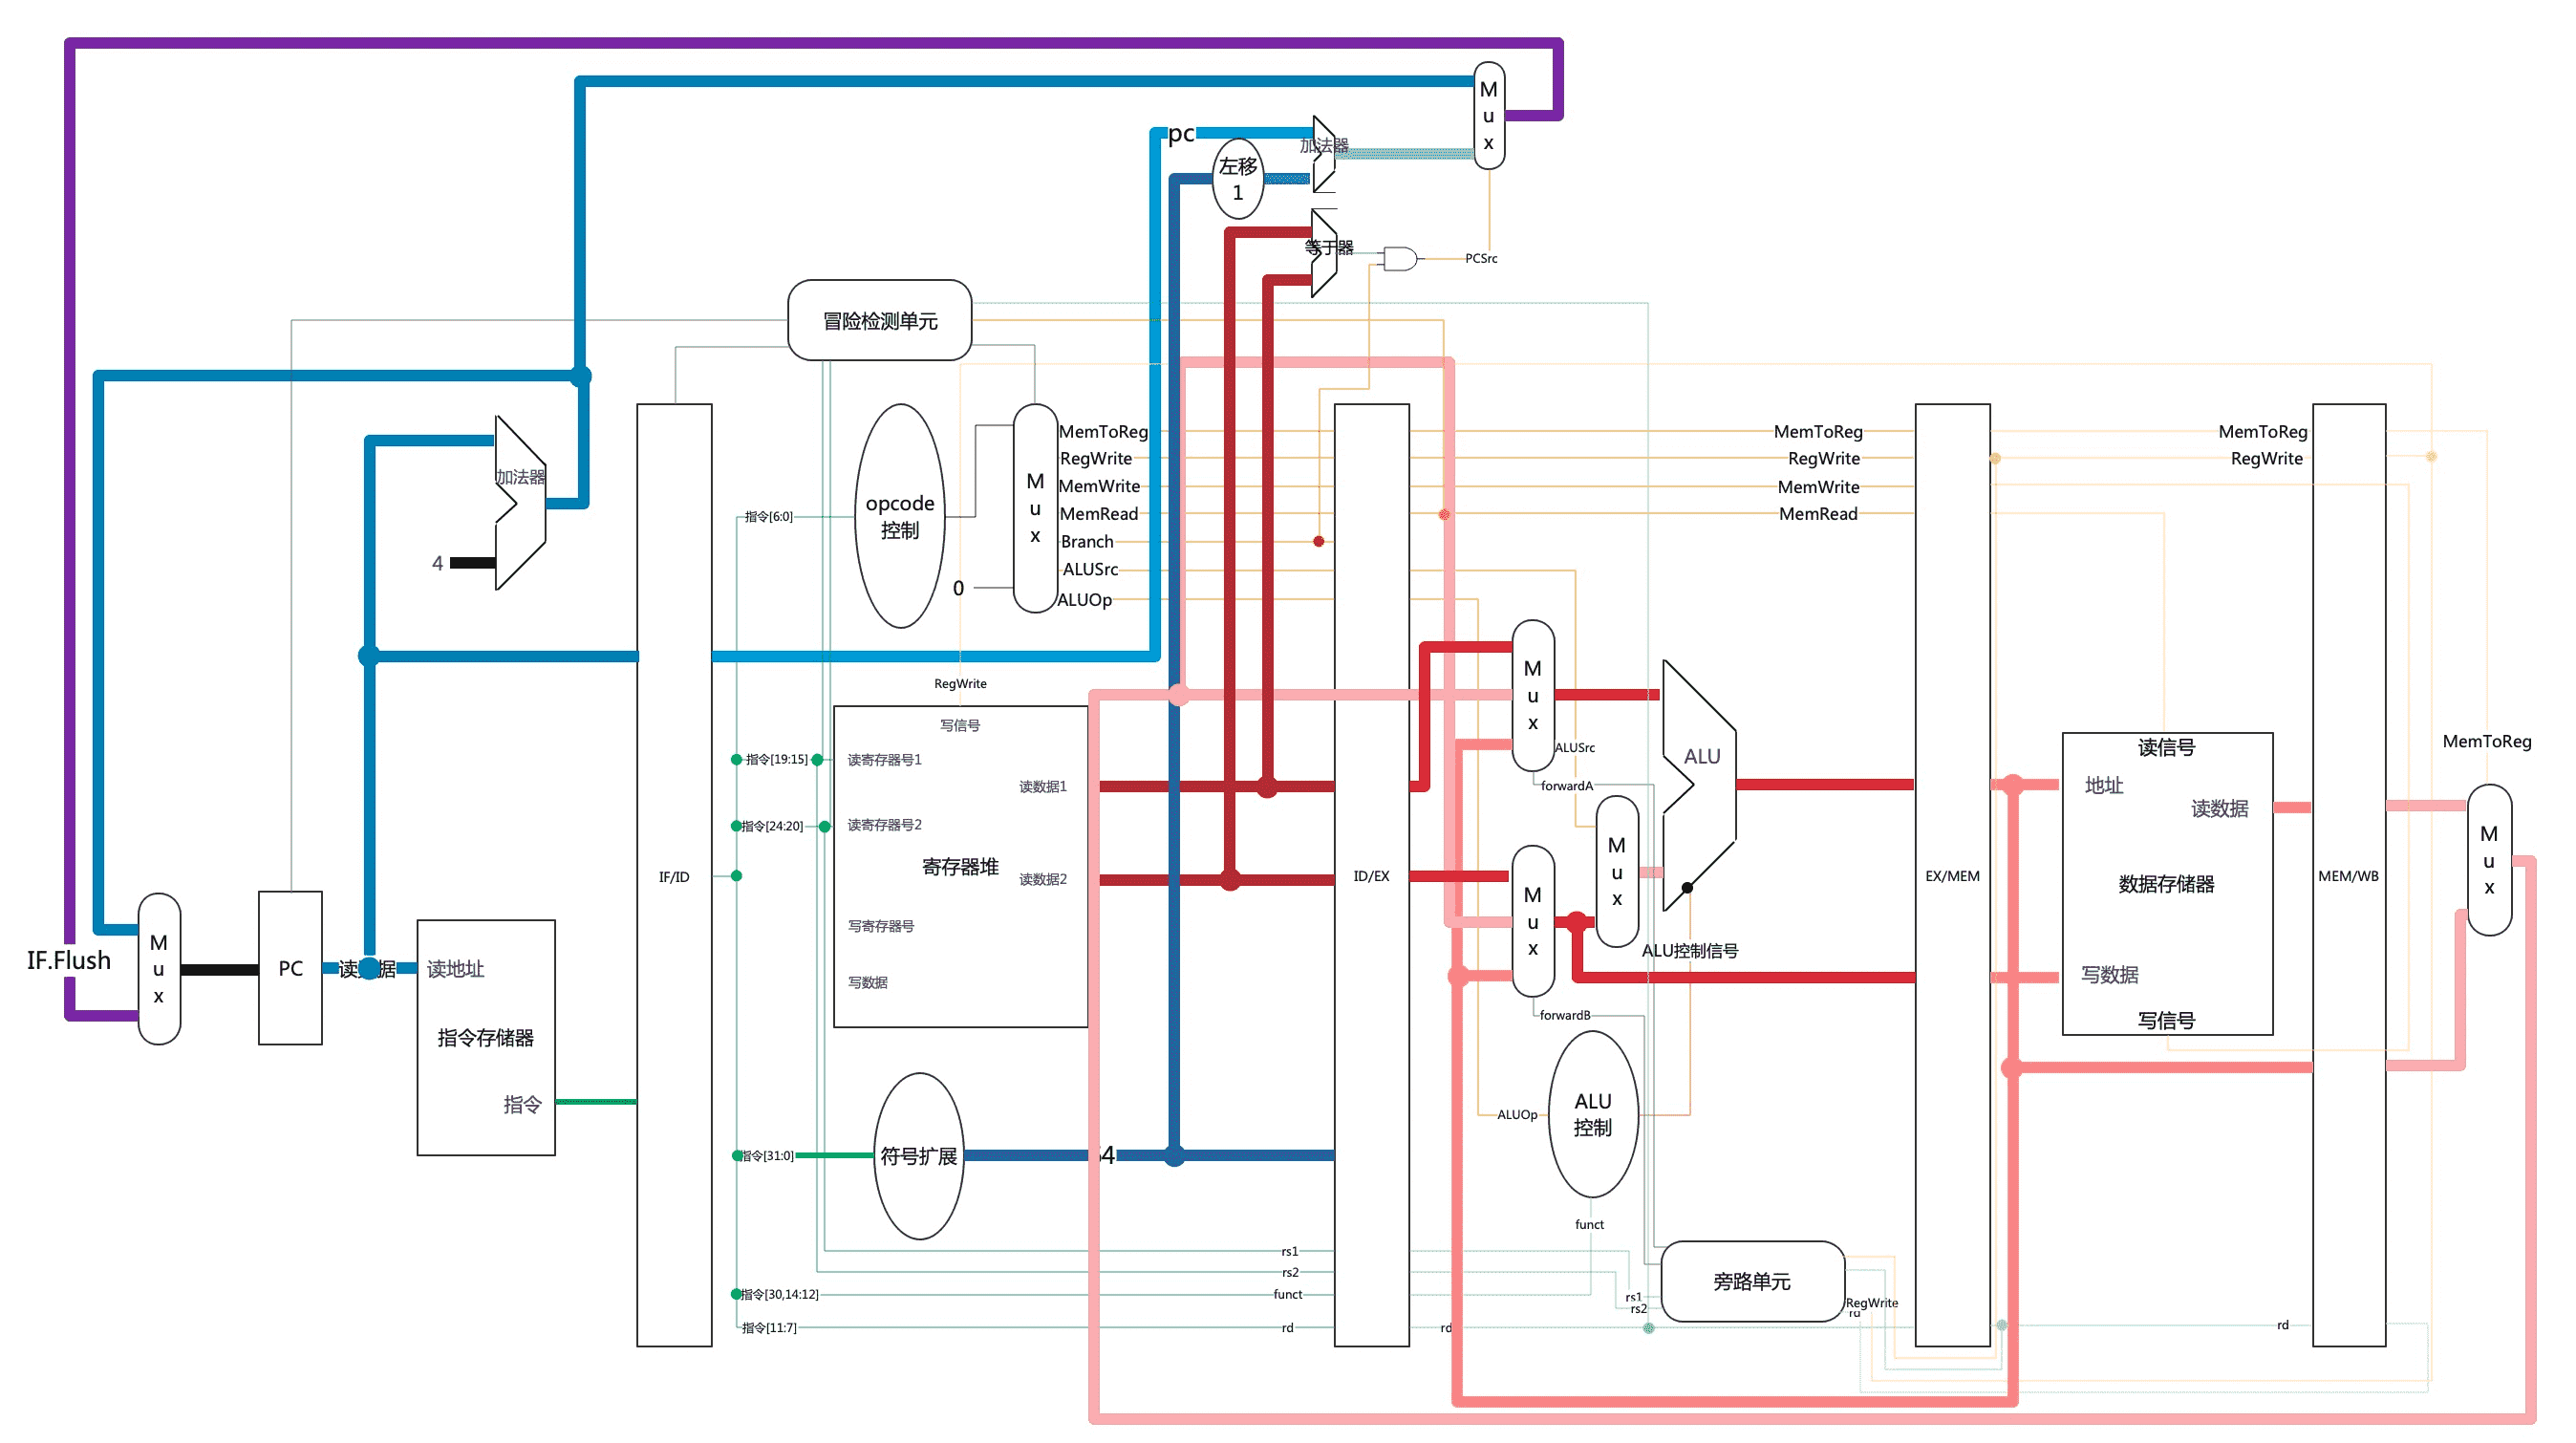 M
u
x
pc
加法器
左移
1
等于器
PCSrc
冒险检测单元
加法器
4
指令[6:0]
opcode
控制
0
M
u
x
MemToReg
RegWrite
MemWrite
MemRead
Branch
ALUSrc
ALUOp
MemToReg
RegWrite
MemWrite
MemRead
MemToReg
RegWrite
IF.Flush
M
u
x
PC
读地址
指令存储器
指令
IF/ID
RegWrite
写信号
指令[19:15]
读寄存器号1
读数据1
指令[24:20]
读寄存器号2
寄存器堆
读数据2
写寄存器号
写数据
指令[31:0]
符号扩展
rs1
rs2
指令[30,14:12]
funct
指令[11:7]
rd
ID/EX
M
u
x
ALUSrc
forwardA
M
u
x
forwardB
M
u
x
ALU
ALU控制信号
ALUOp
ALU
控制
funct
rs1
rs2
旁路单元
RegWrite
rd
rd
EX/MEM
读信号
地址
读数据
数据存储器
写数据
写信号
rd
MEM/WB
MemToReg
M
u
x